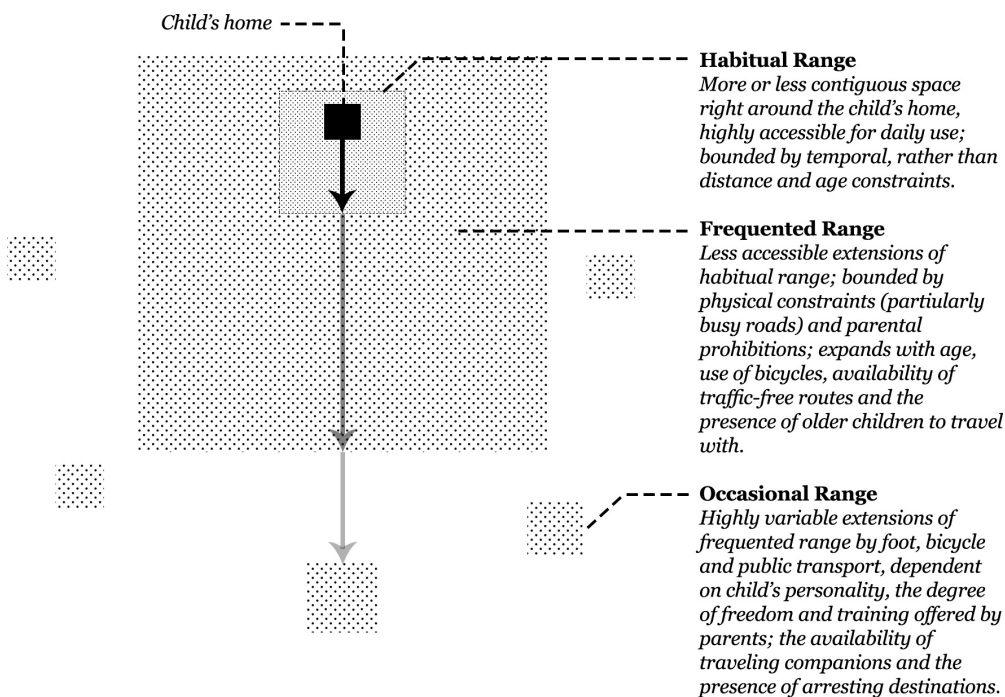 Child's home
Habitual Range
More or less contiguous space
right around the child's home,
highly accessible for daily use;
bounded by temporal, rather than
distance and age constraints.
Frequented Range
Less accessible extensions of
habitual range; bounded by
physical constraints (partiularly
busy roads) and parental
prohibitions; expands with age,
use of bicycles, availability of
traffic-free routes and the
presence of older children to travel
with.
Occasional Range
Highly variable extensions of
frequented range by foot, bicycle
and public transport, dependent
on child's personality, the degree
of freedom and training offered by
parents; the availability of
traveling companions and the
presence of arresting destinations.